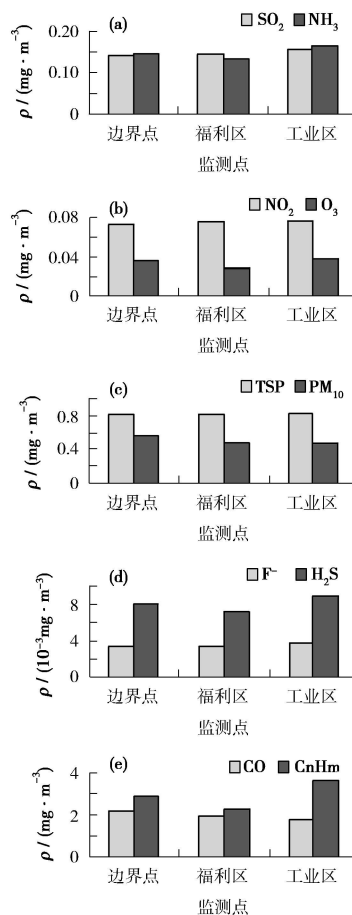 (a) SO₂ NH₃
ρ / (mg · m⁻³)
0.20
0.10
0
边界点 福利区 工业区
监测点
(b) NO₂ O₃
ρ / (mg · m⁻³)
0.08
0.04
0
边界点 福利区 工业区
监测点
(c) TSP PM₁₀
ρ / (mg · m⁻³)
0.8
0.4
0
边界点 福利区 工业区
监测点
(d) F⁻ H₂S
ρ / (10⁻³mg · m⁻³)
8
4
0
边界点 福利区 工业区
监测点
(e) CO CnHm
ρ / (mg · m⁻³)
4
2
0
边界点 福利区 工业区
监测点